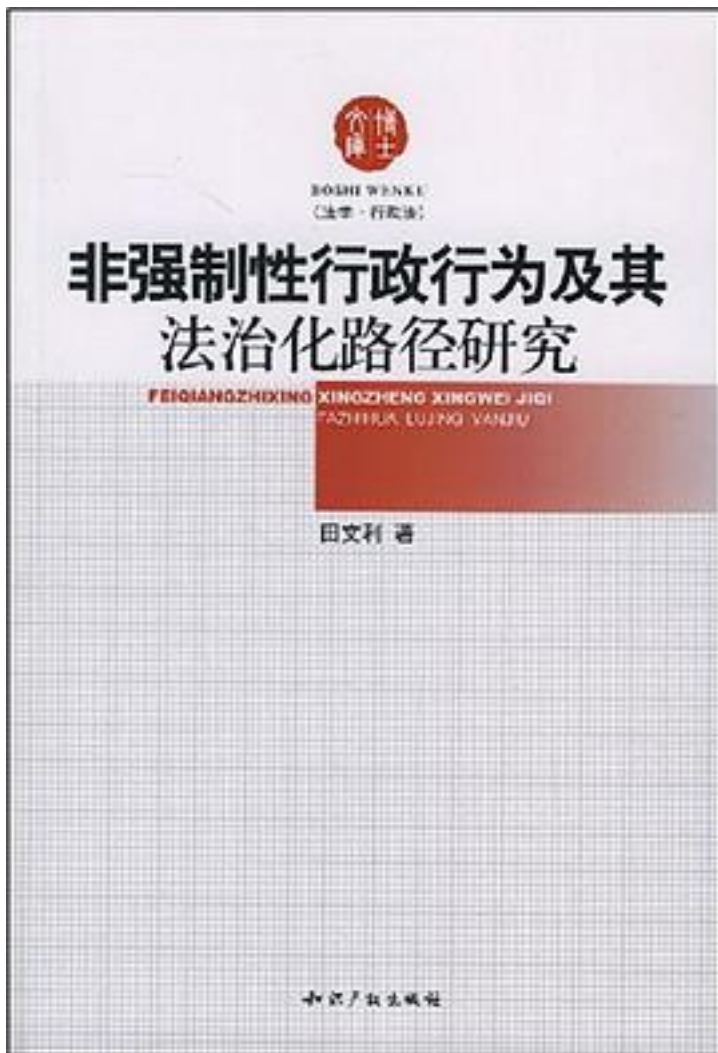 博士文库
BOSHI WENKU
（法学·行政法）
非强制性行政行为及其
法治化路径研究
FEIQIANGZHIXING XINGZHENG XINGWEI JIQI
FAZHIHUA LUJING YANJIU
田文利 著
知识产权出版社